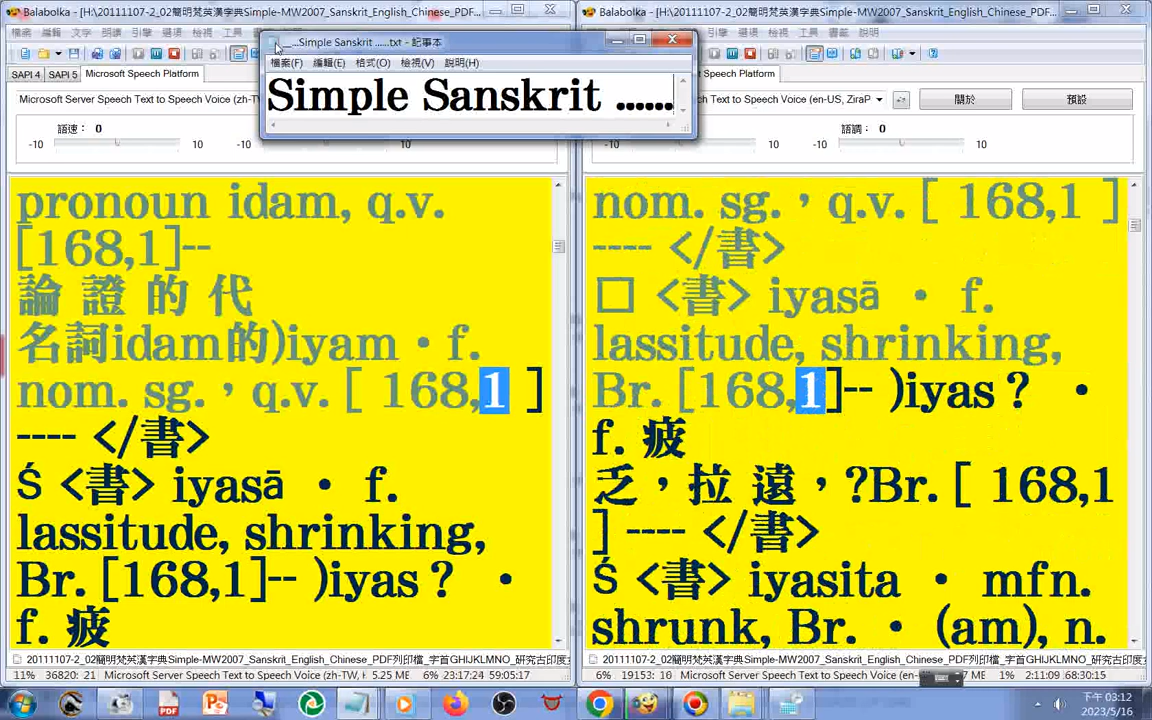 Balabolka - [H:\20111107-2_02簡明梵英漢字典Simple-MW2007_Sanskrit_English_Chinese_PDF...
Balabolka - [H:\20111107-2_02簡明梵英漢字典Simple-MW2007_Sanskrit_English_Chinese_PDF...
檔案 編輯 文字 朗讀 引擎 選項 工具
...Simple Sanskrit ......txt - 記事本
檔案(F) 編輯(E) 格式(O) 檢視(V) 說明(H)
Simple Sanskrit ......
SAPI 4 SAPI 5 Microsoft Speech Platform
t Speech Platform
Microsoft Server Speech Text to Speech Voice (zh-TW
ch Text to Speech Voice (en-US, ZiraP
關於
預設
語速： 0
語調： 0
-10 10 -10 10
-10 10
pronoun idam, q.v.
[168,1]--
論 證 的 代
名詞idam的)iyam · f.
nom. sg.，q.v. [ 168,1 ]
---- </書>
Ś <書> iyasā · f.
lassitude, shrinking,
Br. [168,1]-- )iyas？ ·
f. 疲
nom. sg.，q.v. [ 168,1 ]
---- </書>
□ <書> iyasā · f.
lassitude, shrinking,
Br. [168,1]-- )iyas？ ·
f. 疲
乏，拉 遠，?Br. [ 168,1
] ---- </書>
Ś <書> iyasita · mfn.
shrunk, Br. · (am), n.
20111107-2_02簡明梵英漢字典Simple-MW2007_Sanskrit_English_Chinese_PDF列印檔_字首GHIJKLMNO_研究古印度
20111107-2_02簡明梵英漢字典Simple-MW2007_Sanskrit_English_Chinese_PDF列印檔_字首GHIJKLMNO_研究古印度
11% 36820: 21 Microsoft Server Speech Text to Speech Voice (zh-TW, 5.25 ME 6% 23:17:24 59:05:17
6% 19153: 10 Microsoft Server Speech Text to Speech Voice 1% 2:11:09 68:30:15
下午 03:12
2023/5/16